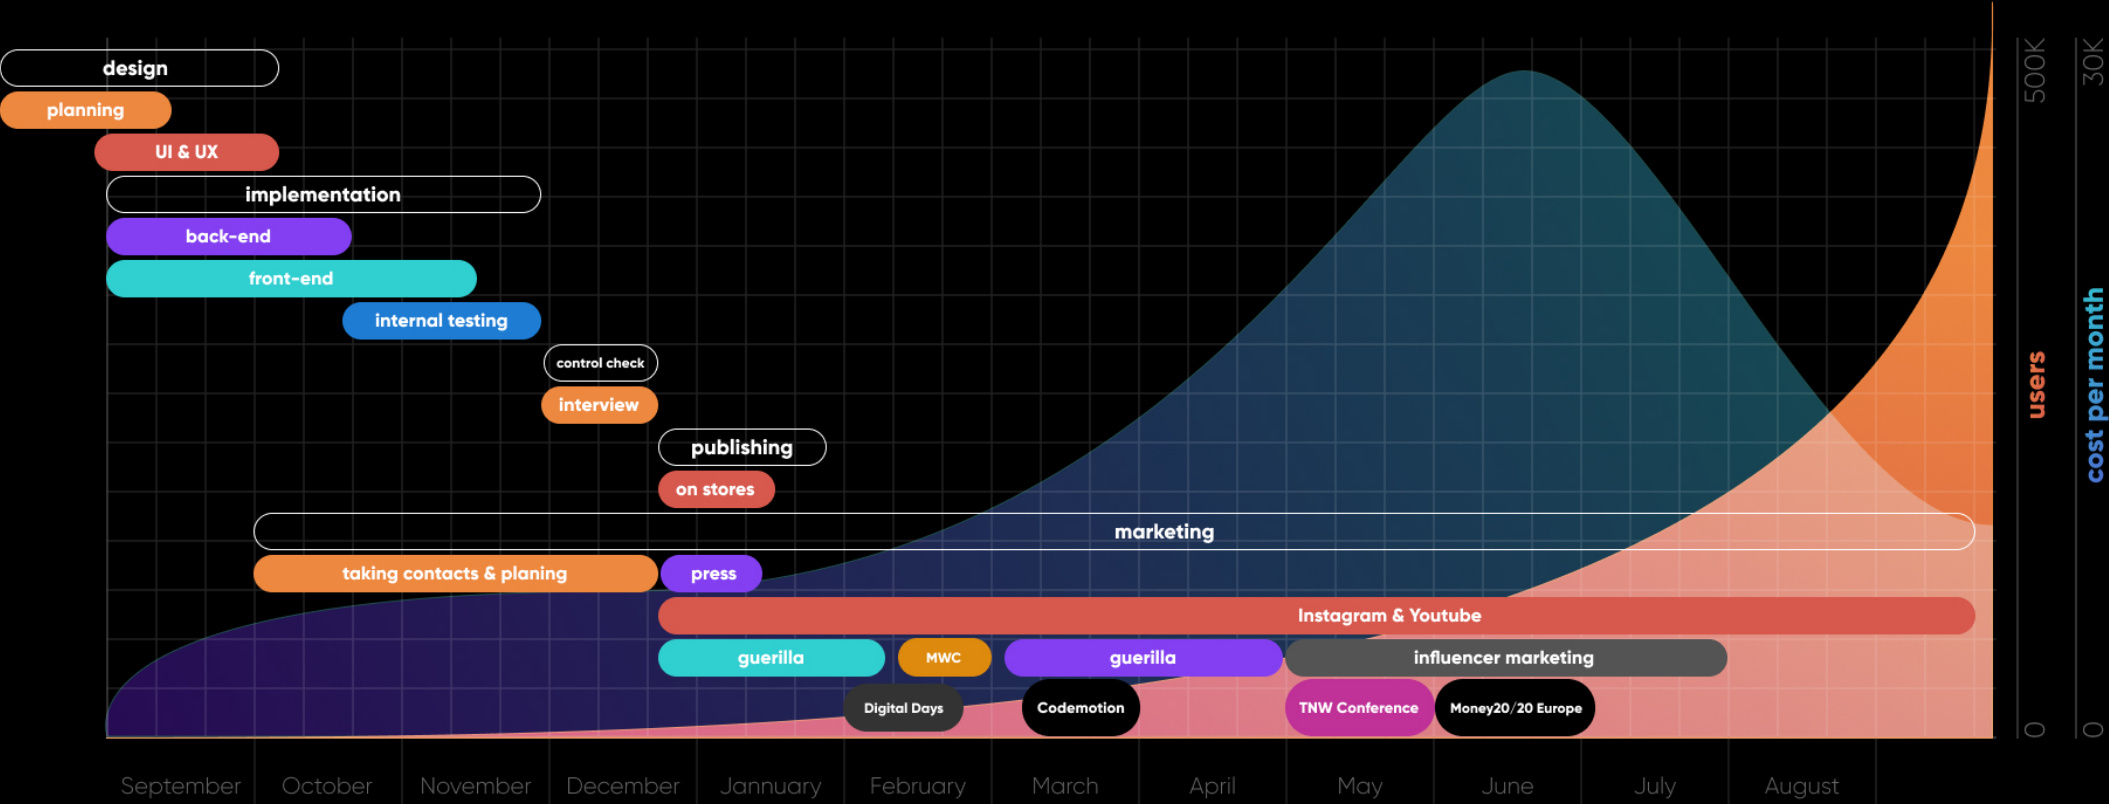 design
planning
UI & UX
implementation
back-end
front-end
internal testing
control check
interview
publishing
on stores
marketing
taking contacts & planing
press
Instagram & Youtube
guerilla
MWC
guerilla
influencer marketing
Digital Days
Codemotion
TNW Conference
Money20/20 Europe
September
October
November
December
Jannuary
February
March
April
May
June
July
August
500K
users
0
30K
cost per month
0